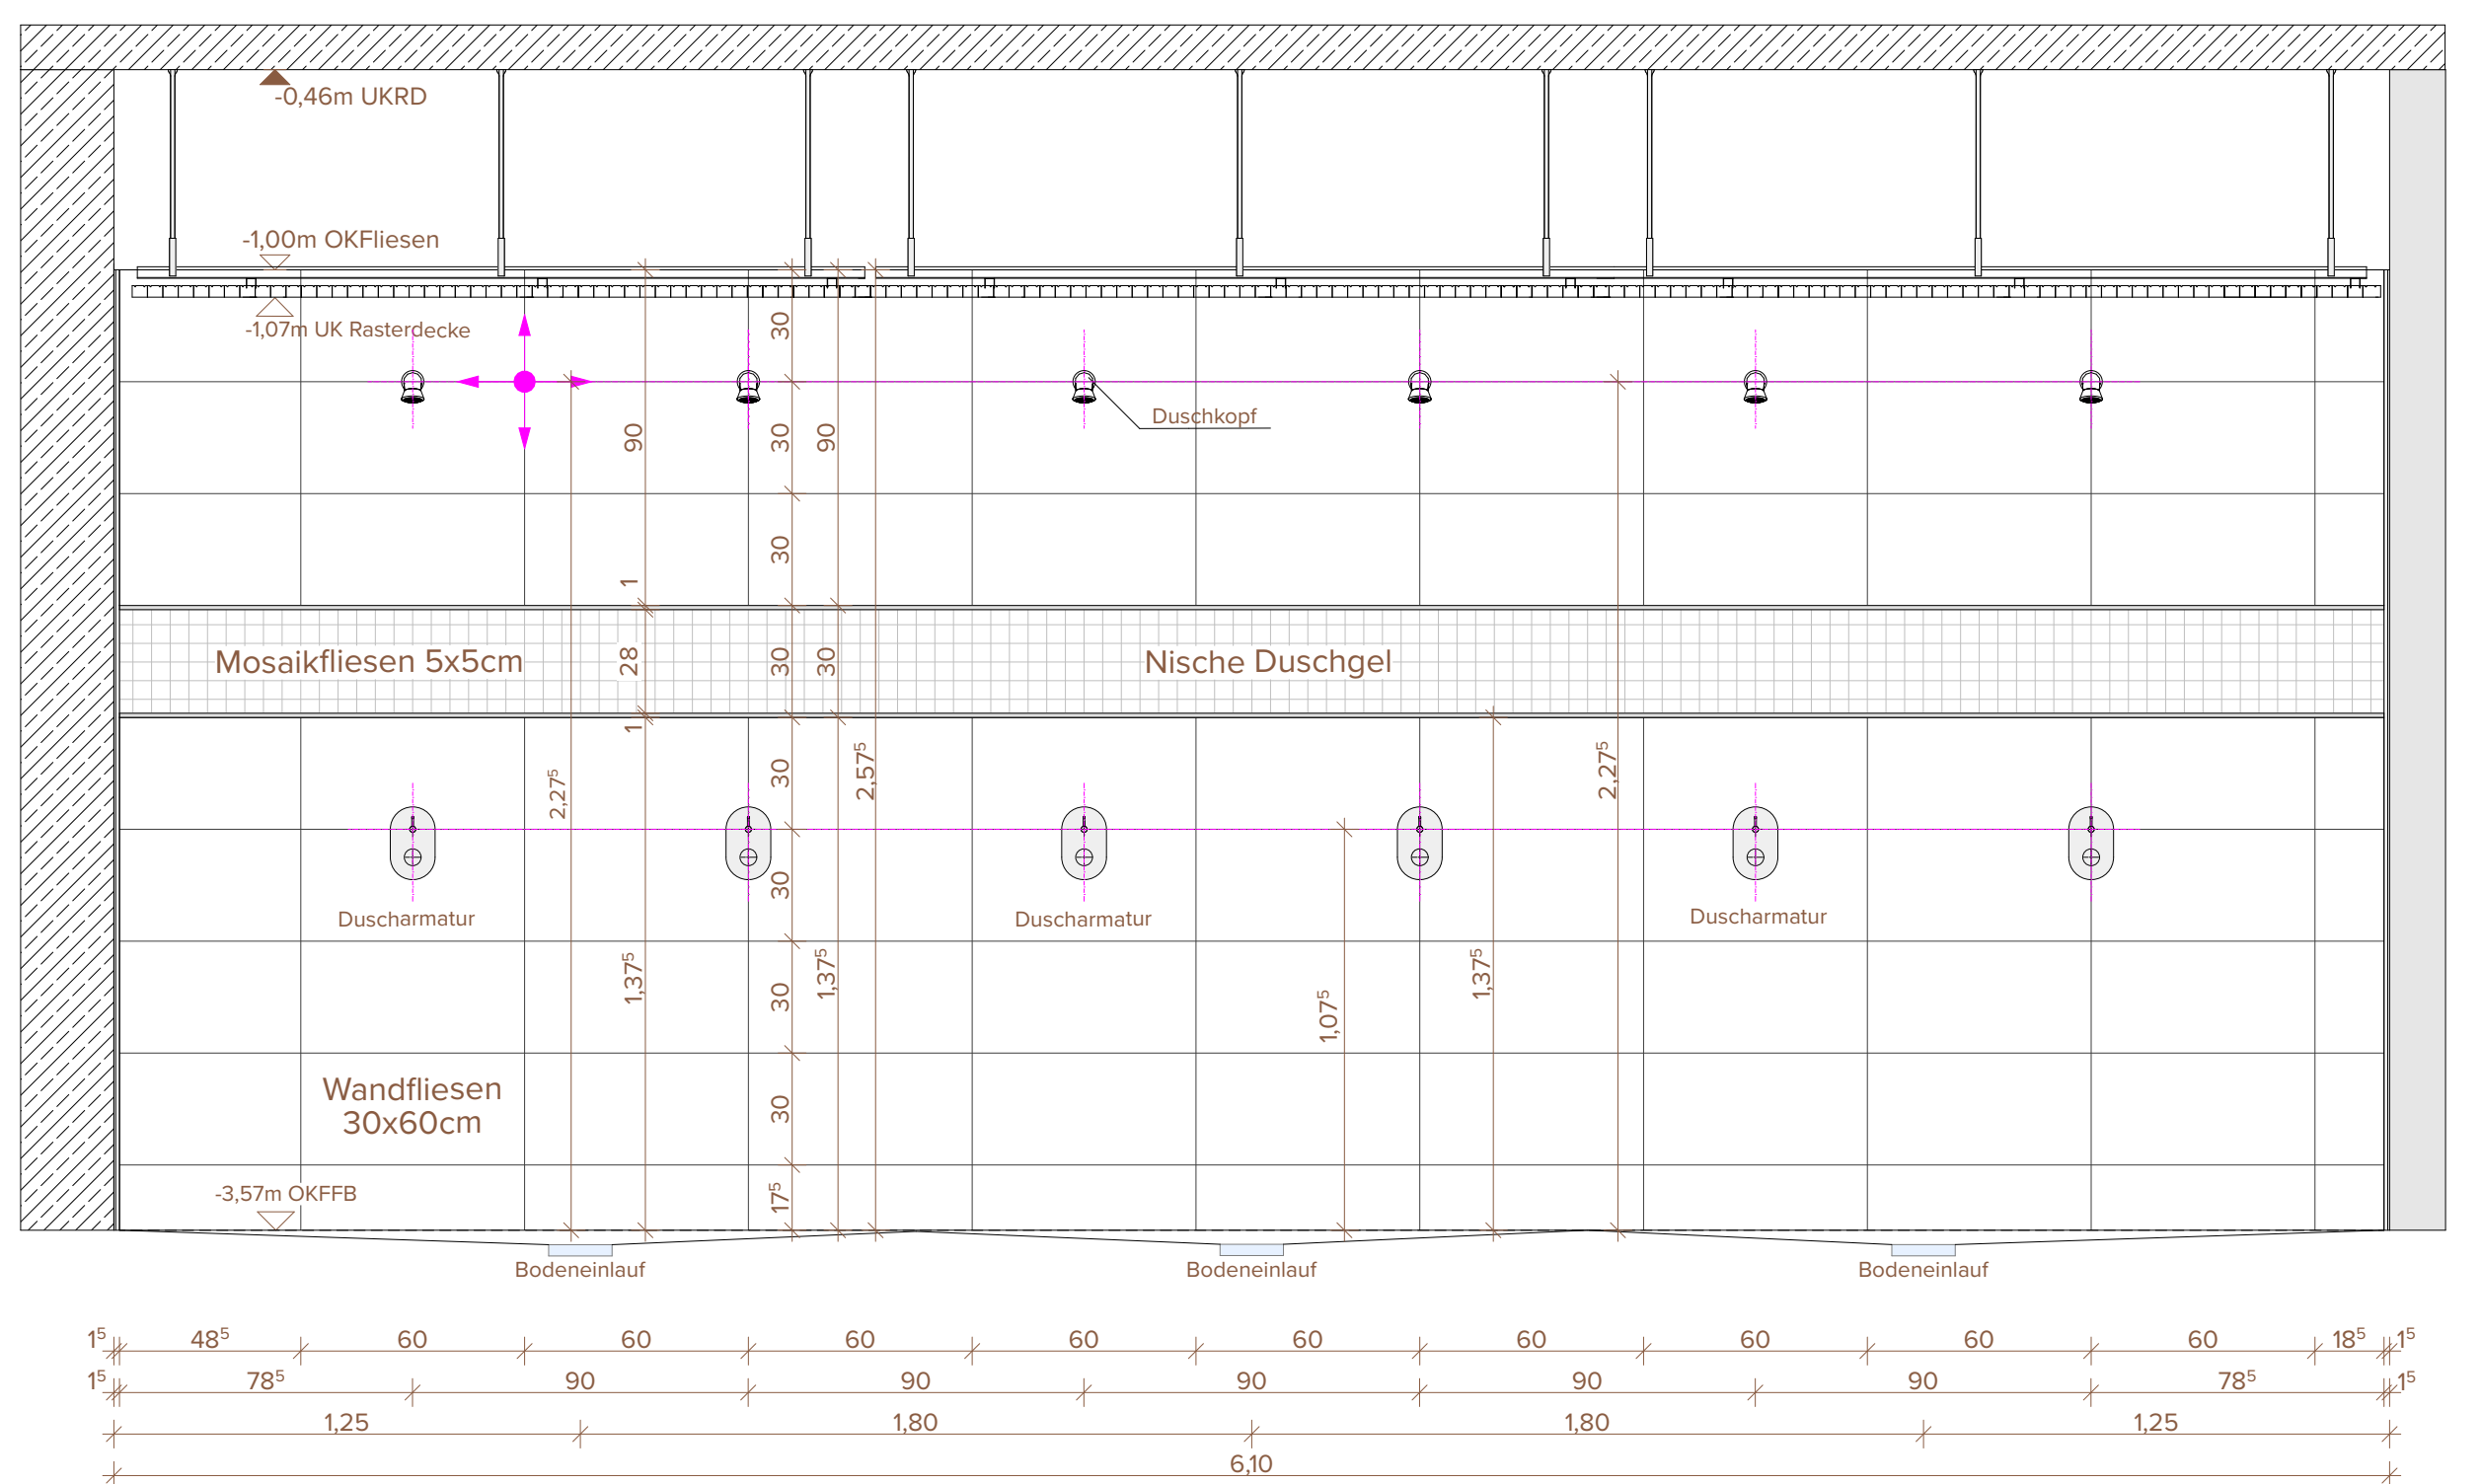 -0,46m UKRD
-1,00m OKFliesen
-1,07m UK Rasterdecke
30
90
30
90
Duschkopf
30
1
Mosaikfliesen 5x5cm
28
30
30
Nische Duschgel
1
30
2,27⁵
2,57⁵
2,27⁵
30
Duscharmatur
Duscharmatur
Duscharmatur
1,37⁵
30
1,37⁵
1,07⁵
1,37⁵
Wandfliesen
30x60cm
30
-3,57m OKFFB
17⁵
Bodeneinlauf
Bodeneinlauf
Bodeneinlauf
1⁵ 48⁵ 60 60 60 60 60 60 60 60 60 18⁵ 1⁵
1⁵ 78⁵ 90 90 90 90 90 78⁵ 1⁵
1,25 1,80 1,80 1,25
6,10